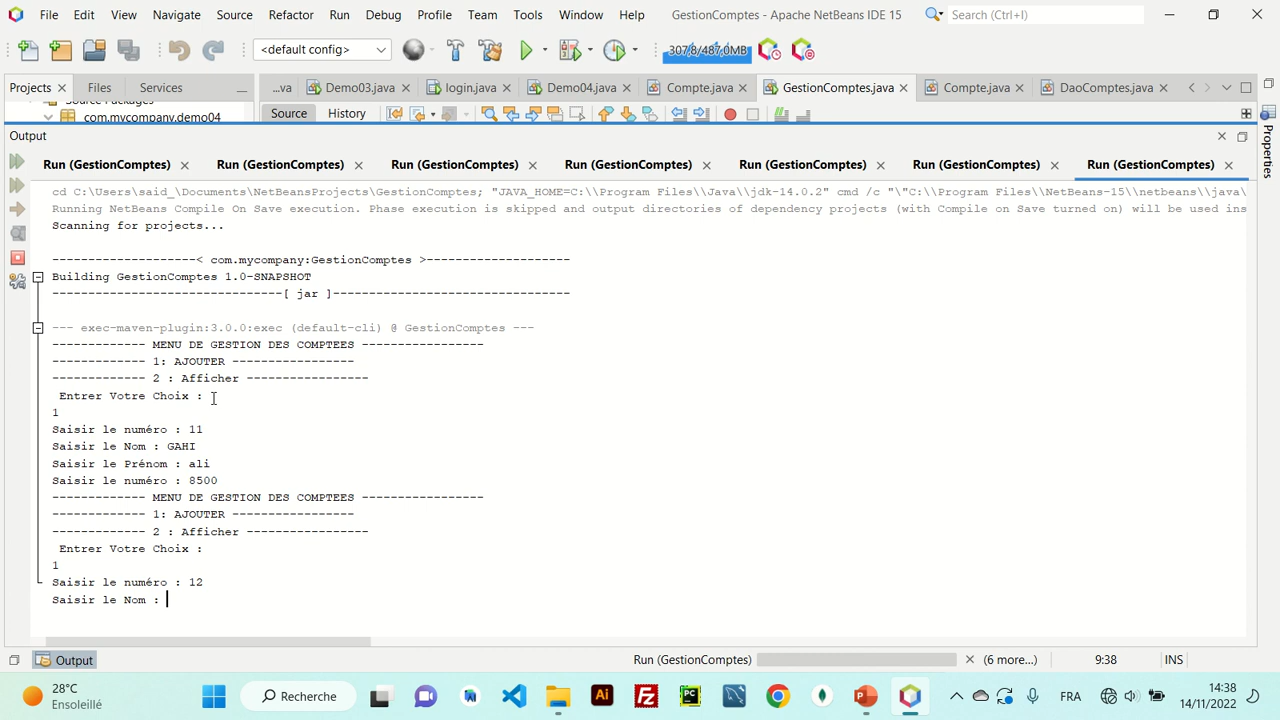 File Edit View Navigate Source Refactor Run Debug Profile Team Tools Window Help GestionComptes - Apache NetBeans IDE 15 Search (Ctrl+I)
<default config> 307,8/487,0MB
Projects Files Services ...va Demo03.java login.java Demo04.java Compte.java GestionComptes.java Compte.java DaoComptes.java
Source Packages
com.mycompany.demo04 Source History
Output
Properties
Run (GestionComptes) Run (GestionComptes) Run (GestionComptes) Run (GestionComptes) Run (GestionComptes) Run (GestionComptes) Run (GestionComptes)
cd C:\Users\said_\Documents\NetBeansProjects\GestionComptes; "JAVA_HOME=C:\\Program Files\\Java\\jdk-14.0.2" cmd /c "\"C:\\Program Files\\NetBeans-15\\netbeans\\java\
Running NetBeans Compile On Save execution. Phase execution is skipped and output directories of dependency projects (with Compile on Save turned on) will be used ins
Scanning for projects...
--------------------< com.mycompany:GestionComptes >--------------------
Building GestionComptes 1.0-SNAPSHOT
--------------------------------[ jar ]---------------------------------
--- exec-maven-plugin:3.0.0:exec (default-cli) @ GestionComptes ---
------------- MENU DE GESTION DES COMPTEES -----------------
------------- 1: AJOUTER -----------------
------------- 2 : Afficher -----------------
Entrer Votre Choix :
1
Saisir le numéro : 11
Saisir le Nom : GAHI
Saisir le Prénom : ali
Saisir le numéro : 8500
------------- MENU DE GESTION DES COMPTEES -----------------
------------- 1: AJOUTER -----------------
------------- 2 : Afficher -----------------
Entrer Votre Choix :
1
Saisir le numéro : 12
Saisir le Nom :
Output Run (GestionComptes) (6 more...) 9:38 INS
28°C
Ensoleillé
Recherche
Ai
PC
FRA
14:38
14/11/2022